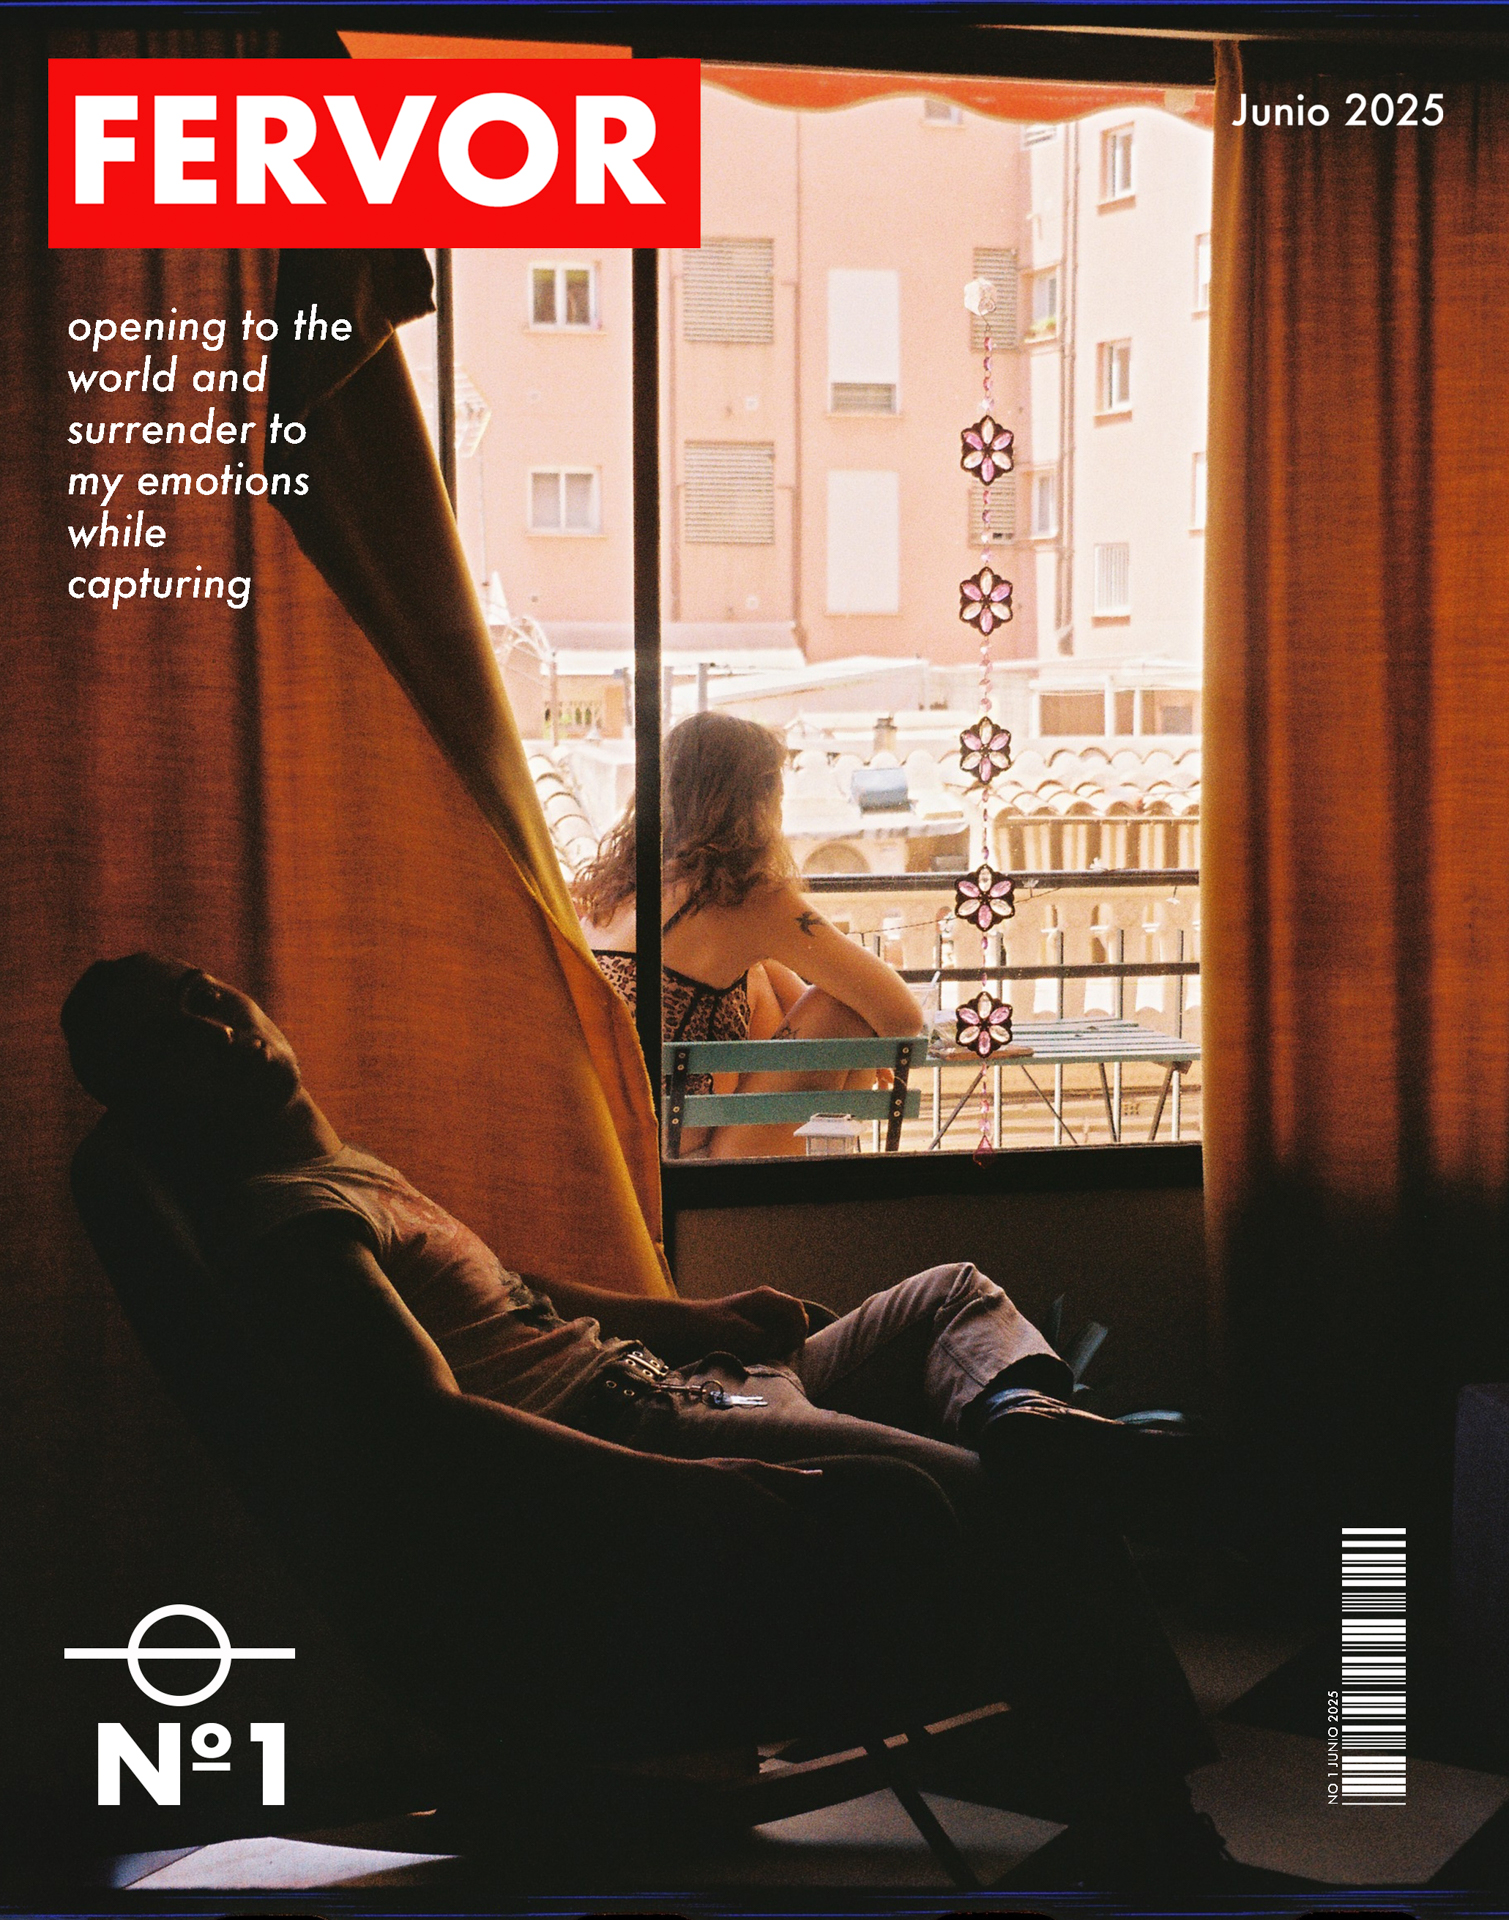 FERVOR
Junio 2025
opening to the
world and
surrender to
my emotions
while
capturing
Nº1
NO 1 JUNIO 2025